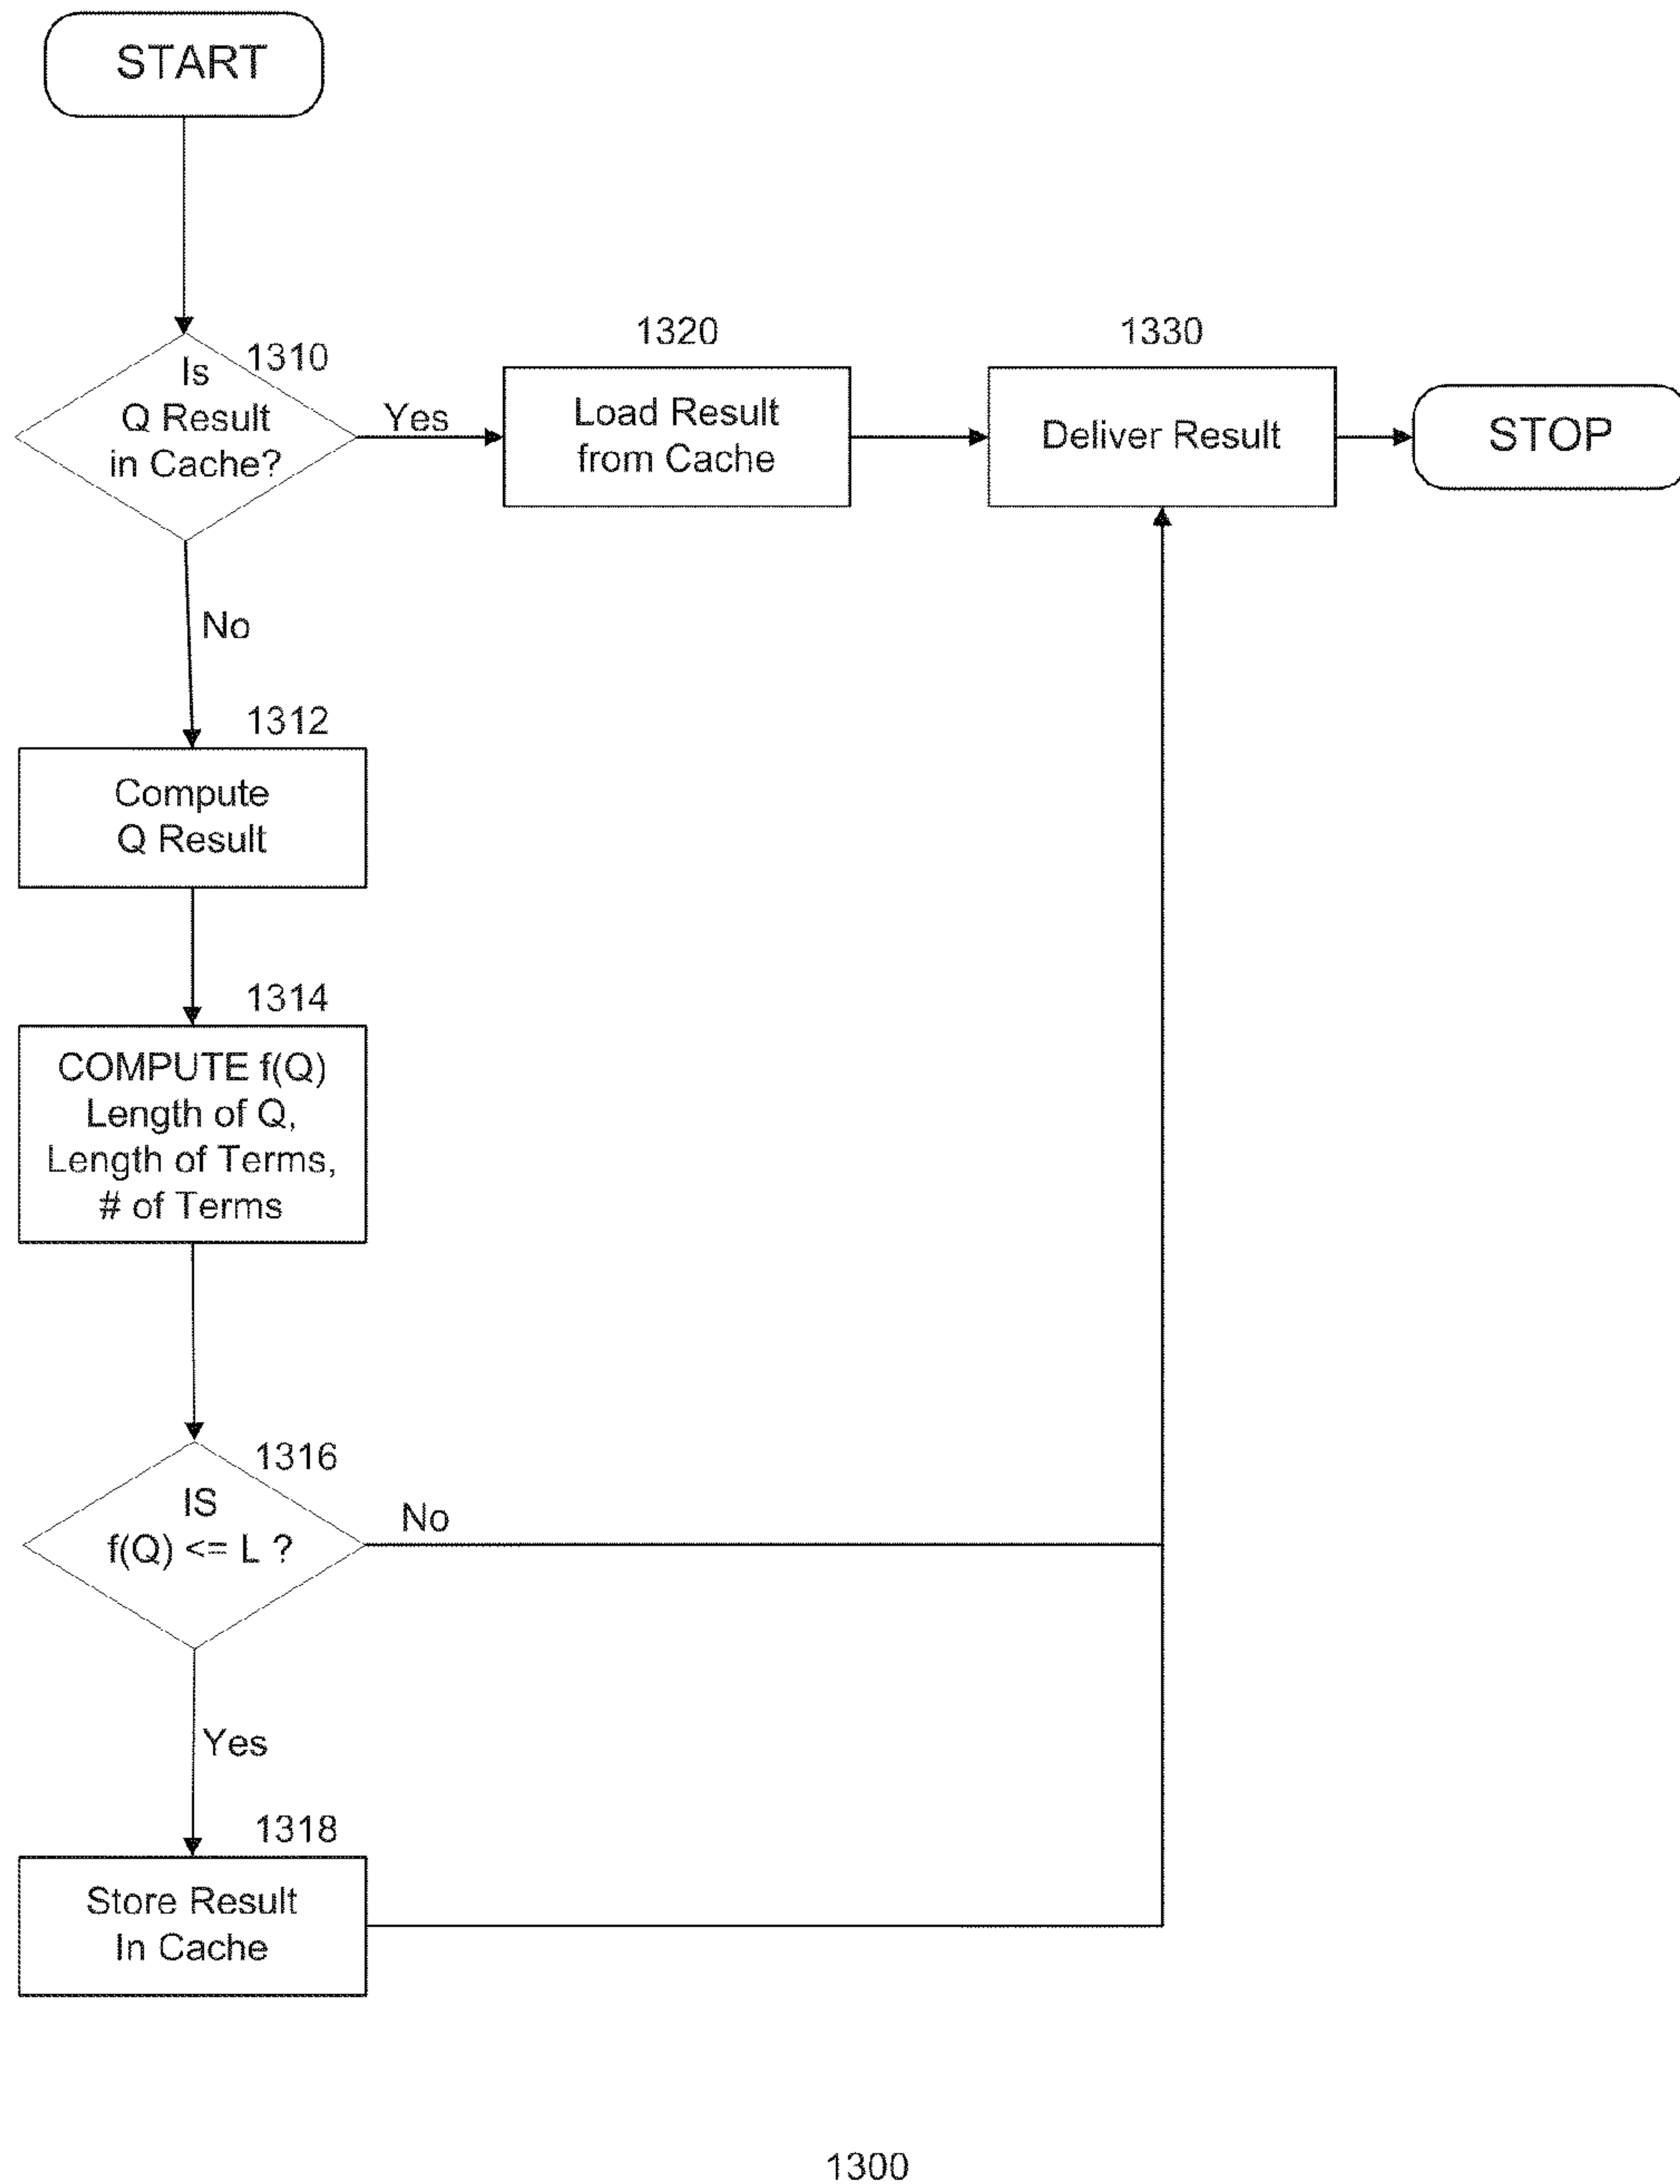 START
1310
Is
Q Result
in Cache?
Yes
1320
Load Result
from Cache
1330
Deliver Result
STOP
No
1312
Compute
Q Result
1314
COMPUTE f(Q)
Length of Q,
Length of Terms,
# of Terms
1316
IS
f(Q) <= L ?
No
Yes
1318
Store Result
In Cache
1300